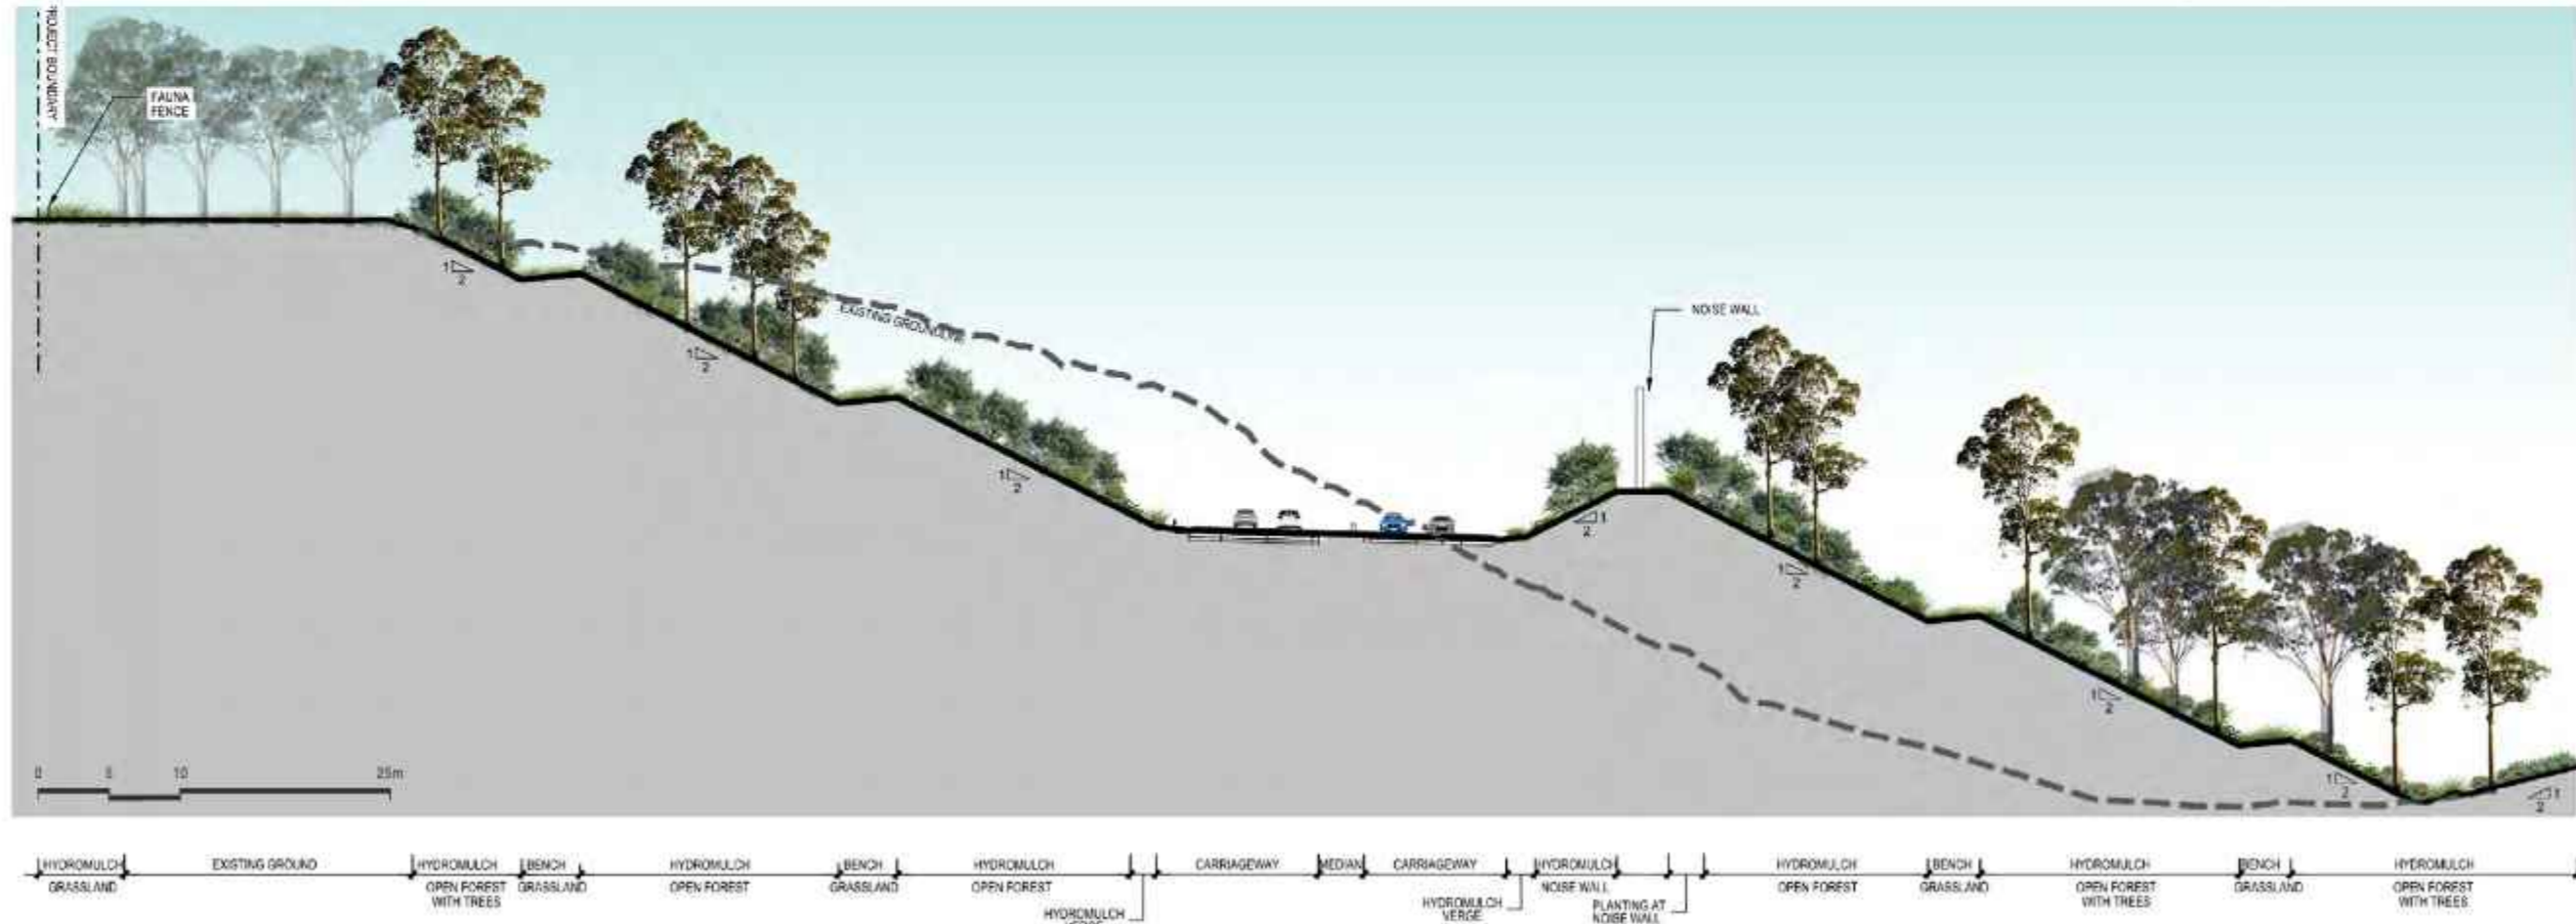 PROJECT BOUNDARY
FAUNA
FENCE
1
2
1
2
EXISTING GROUNDLINE
1
2
NOISE WALL
1
2
1
2
1
2
1
2
1
2
0 5 10 25m
HYDROMULCH EXISTING GROUND HYDROMULCH BENCH HYDROMULCH BENCH HYDROMULCH CARRIAGEWAY MEDIAN CARRIAGEWAY HYDROMULCH HYDROMULCH BENCH HYDROMULCH BENCH HYDROMULCH
GRASSLAND OPEN FOREST GRASSLAND OPEN FOREST GRASSLAND OPEN FOREST NOISE WALL OPEN FOREST GRASSLAND OPEN FOREST GRASSLAND OPEN FOREST
WITH TREES WITH TREES WITH TREES
HYDROMULCH HYDROMULCH PLANTING AT
VERGE VERGE NOISE WALL